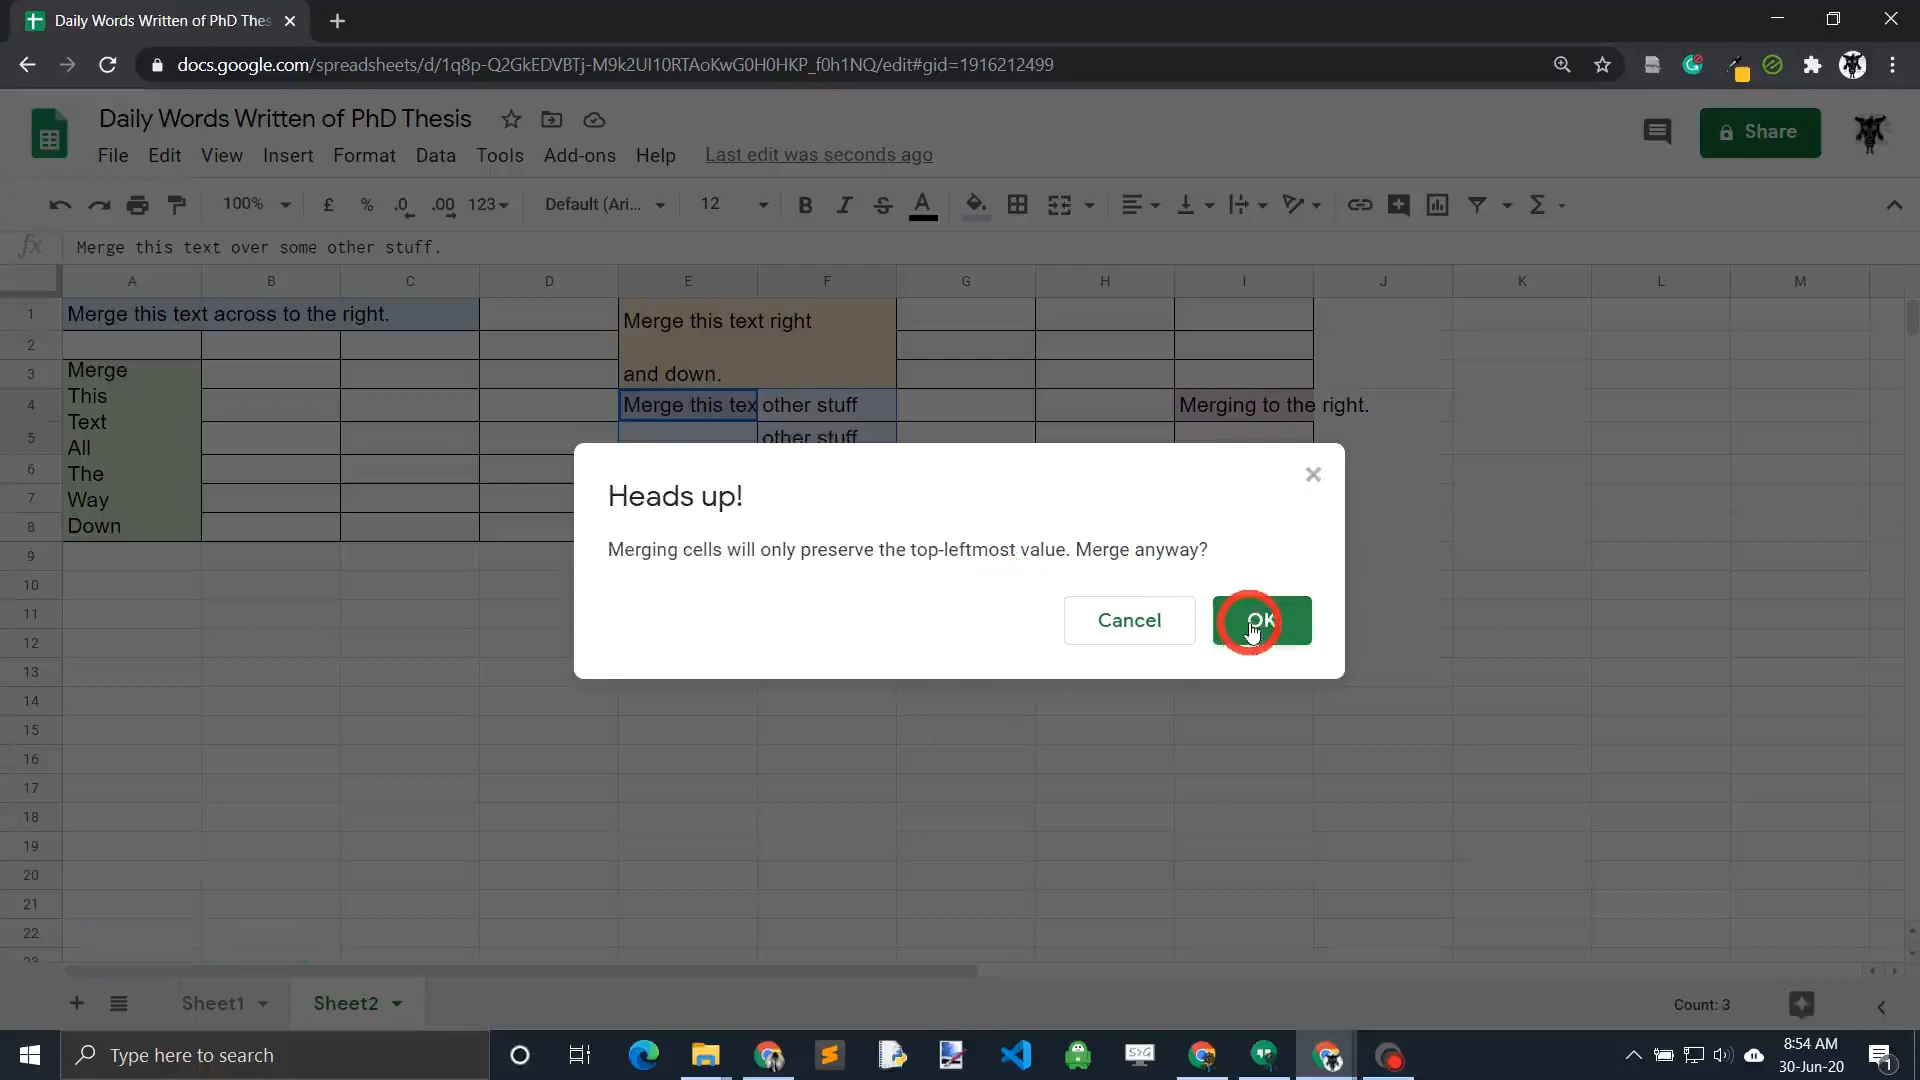 Daily Words Written of PhD Thes
docs.google.com/spreadsheets/d/1q8p-Q2GkEDVBTj-M9k2UI10RTAoKwG0H0HKP_f0h1NQ/edit#gid=1916212499
Daily Words Written of PhD Thesis
File Edit View Insert Format Data Tools Add-ons Help Last edit was seconds ago
Share
100% £ % .0 .00 123 Default (Ari... 12 B I S A Σ
fx Merge this text over some other stuff.
A B C D E F G H I J K L M
1 Merge this text across to the right.
Merge this text right
2
3 Merge
and down.
This
4 Merge this tex other stuff Merging to the right.
Text
5 other stuff
All
6 The
7 Way
8 Down
9
10
11
12
13
14
15
16
17
18
19
20
21
22
23
Heads up!
Merging cells will only preserve the top-leftmost value. Merge anyway?
Cancel OK
Sheet1 Sheet2 Count: 3
Type here to search
8:54 AM
30-Jun-20
1